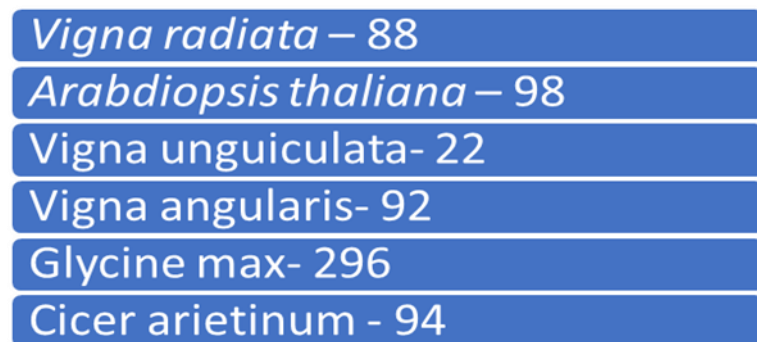 Vigna radiata – 88
Arabdiopsis thaliana – 98
Vigna unguiculata- 22
Vigna angularis- 92
Glycine max- 296
Cicer arietinum - 94